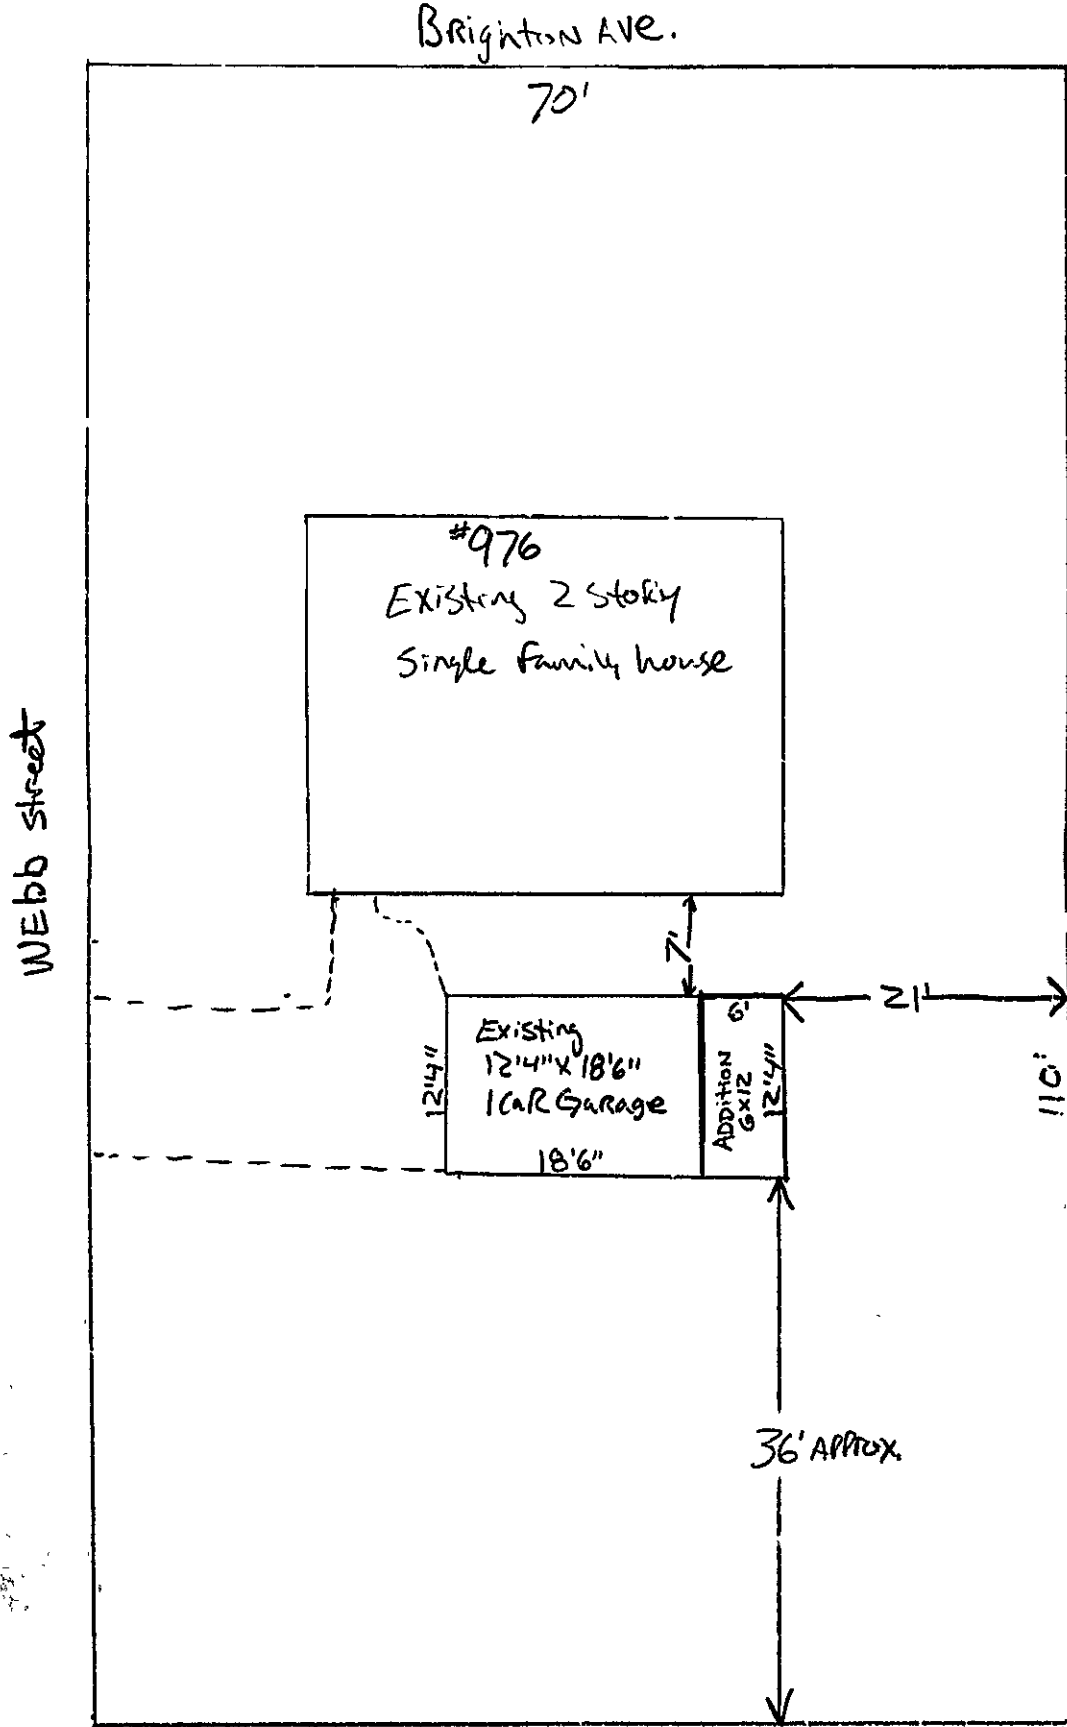 Brighton Ave.
70'
#976
Existing 2 Story
Single Family house
Webb street
7'
Existing
12'4" x 18'6"
1 Car Garage
12'4"
18'6"
6'
ADDition
6x12
12'4"
21'
110'
36' APPROX.